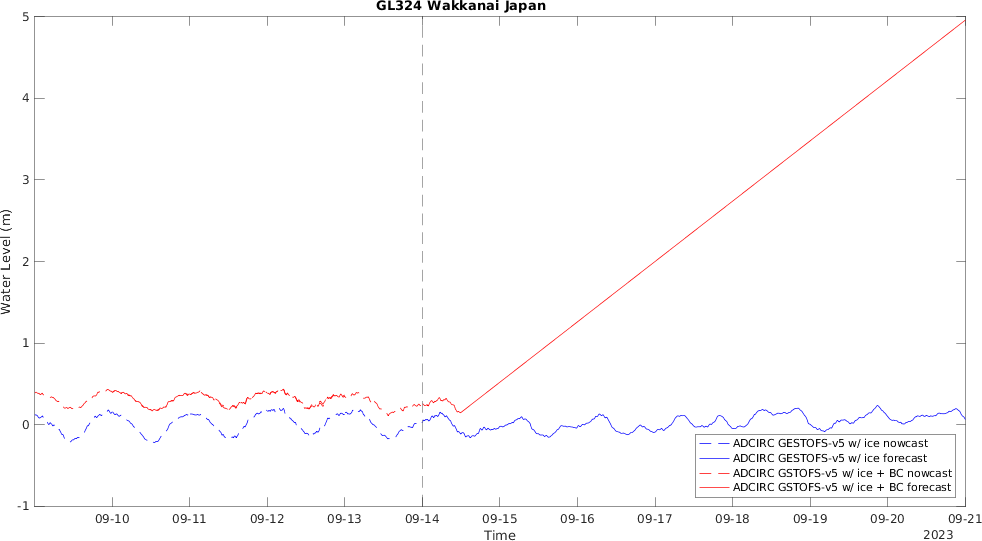 GL324 Wakkanai Japan
5
4
3
2
1
0
-1
Water Level (m)
ADCIRC GESTOFS-v5 w/ ice nowcast
ADCIRC GESTOFS-v5 w/ ice forecast
ADCIRC GSTOFS-v5 w/ ice + BC nowcast
ADCIRC GSTOFS-v5 w/ ice + BC forecast
09-10 09-11 09-12 09-13 09-14 09-15 09-16 09-17 09-18 09-19 09-20 09-21
Time
2023